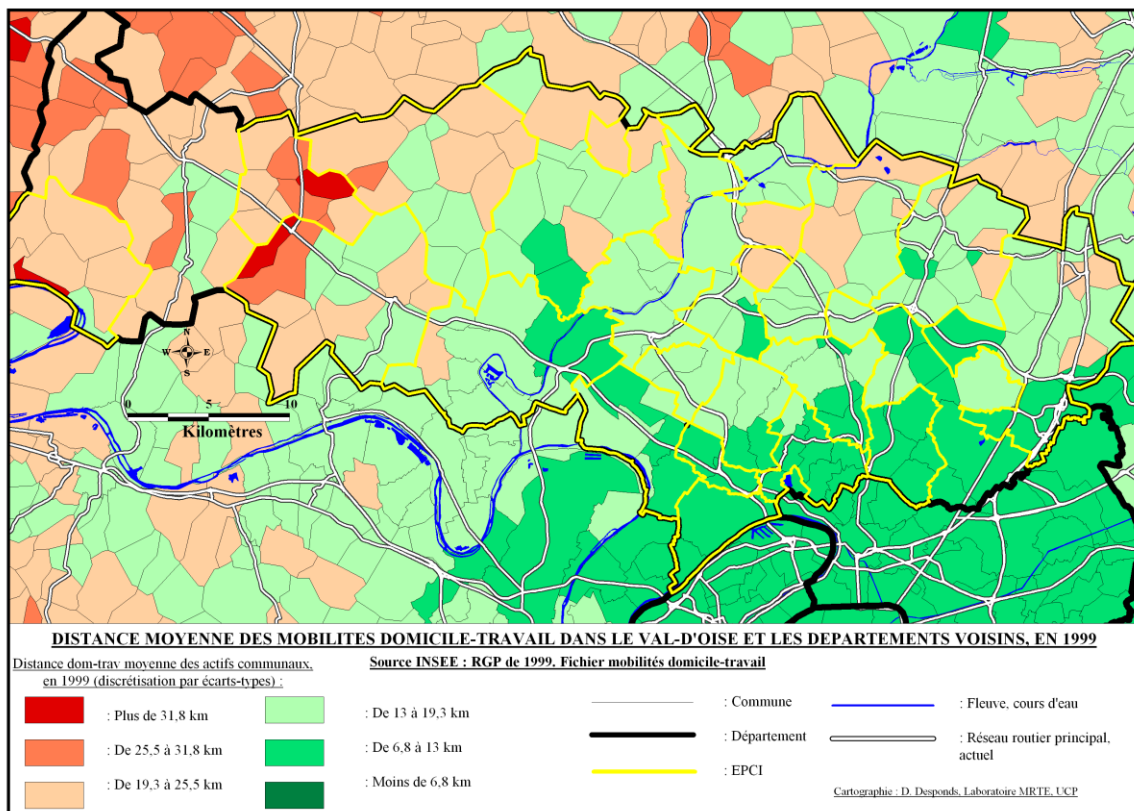 N
W E
S
0 5 10
Kilomètres
DISTANCE MOYENNE DES MOBILITES DOMICILE-TRAVAIL DANS LE VAL-D'OISE ET LES DEPARTEMENTS VOISINS, EN 1999
Distance dom-trav moyenne des actifs communaux,
en 1999 (discrétisation par écarts-types) :
Source INSEE : RGP de 1999. Fichier mobilités domicile-travail
: Plus de 31,8 km
: De 25,5 à 31,8 km
: De 19,3 à 25,5 km
: De 13 à 19,3 km
: De 6,8 à 13 km
: Moins de 6,8 km
: Commune
: Département
: EPCI
: Fleuve, cours d'eau
: Réseau routier principal,
actuel
Cartographie : D. Desponds, Laboratoire MRTE, UCP